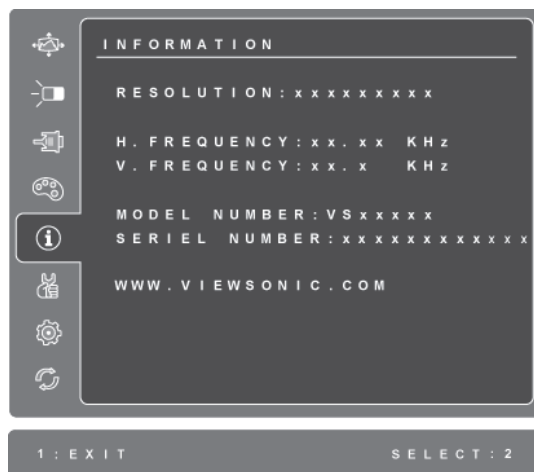 INFORMATION
RESOLUTION:xxxxxxxxx
H. FREQUENCY:xx.xx KHz
V. FREQUENCY:xx.x KHz
MODEL NUMBER:VSxxxxx
SERIEL NUMBER:xxxxxxxxxxxx
WWW.VIEWSONIC.COM
1:EXIT SELECT:2